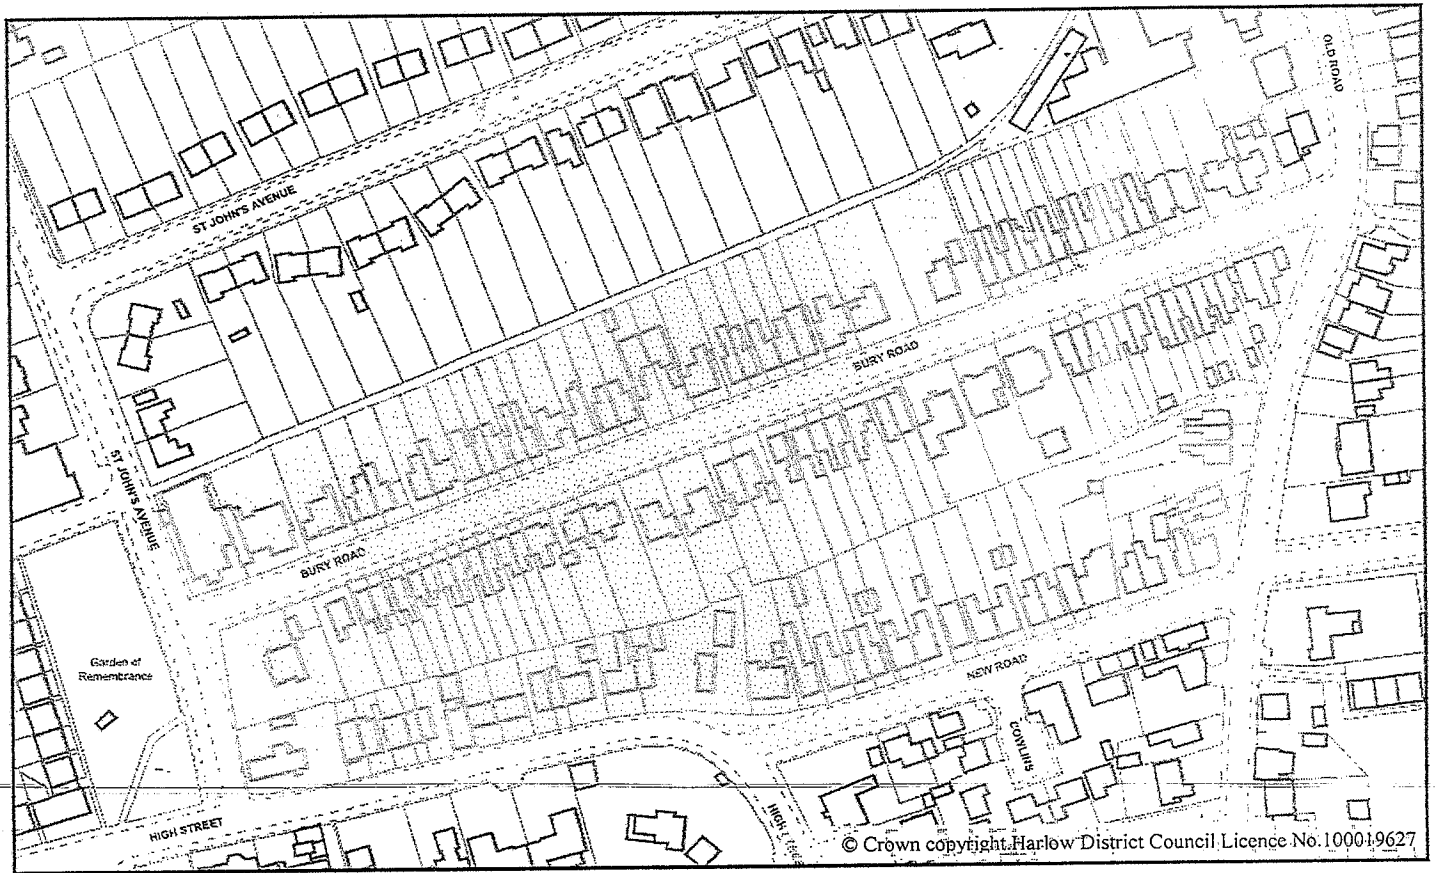 OLD ROAD
ST JOHN'S AVENUE
BURY ROAD
ST JOHN'S AVENUE
BURY ROAD
Garden of
Remembrance
NEW ROAD
COWLINS
HIGH STREET
HIGH
© Crown copyright Harlow District Council Licence No.100019627